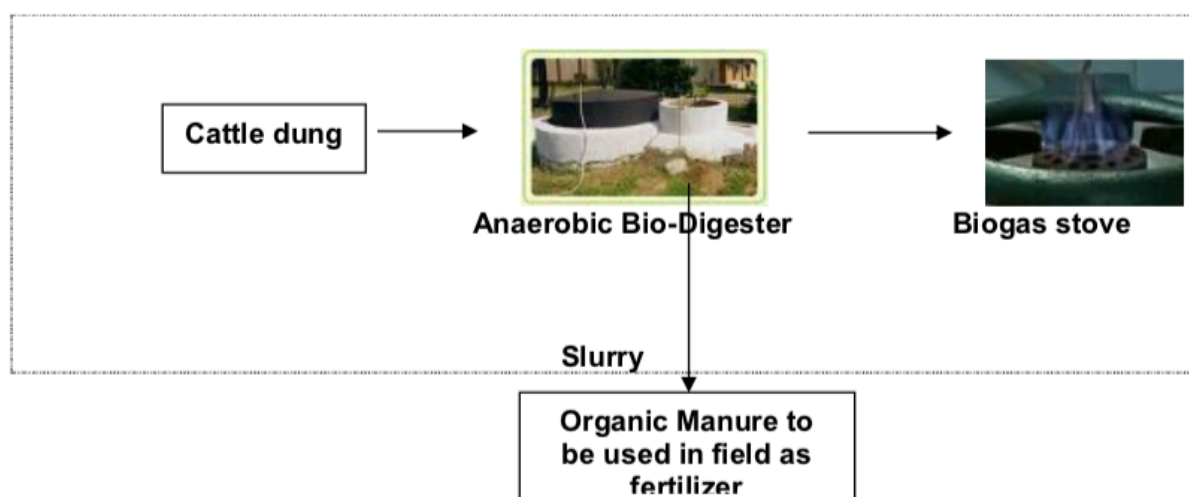 Cattle dung
Anaerobic Bio-Digester
Biogas stove
Slurry
Organic Manure to
be used in field as
fertilizer